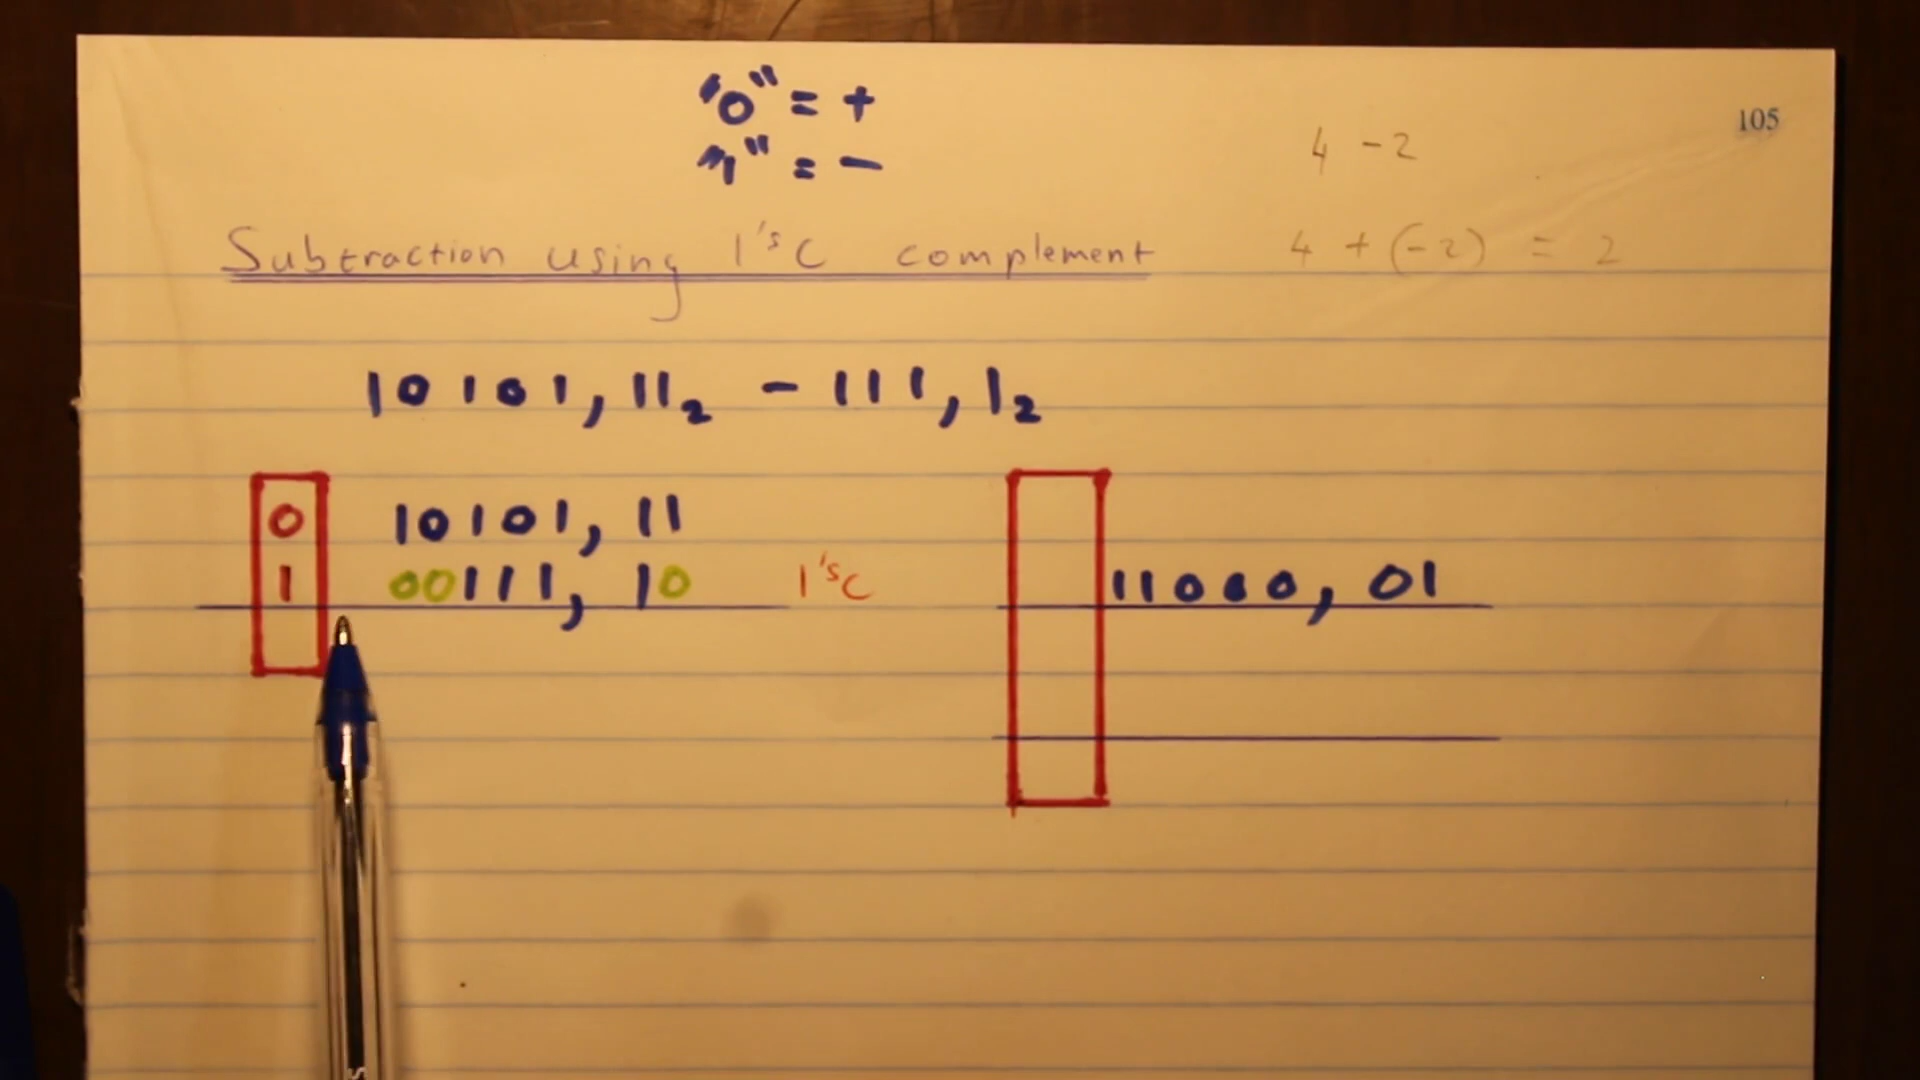 "0" = +
"1" = −
105
4 - 2
Subtraction using 1'sC complement
4 + (-2) = 2
10101,11₂ - 111,1₂
0 10101,11
1 00111,10 1'sC
11000,01